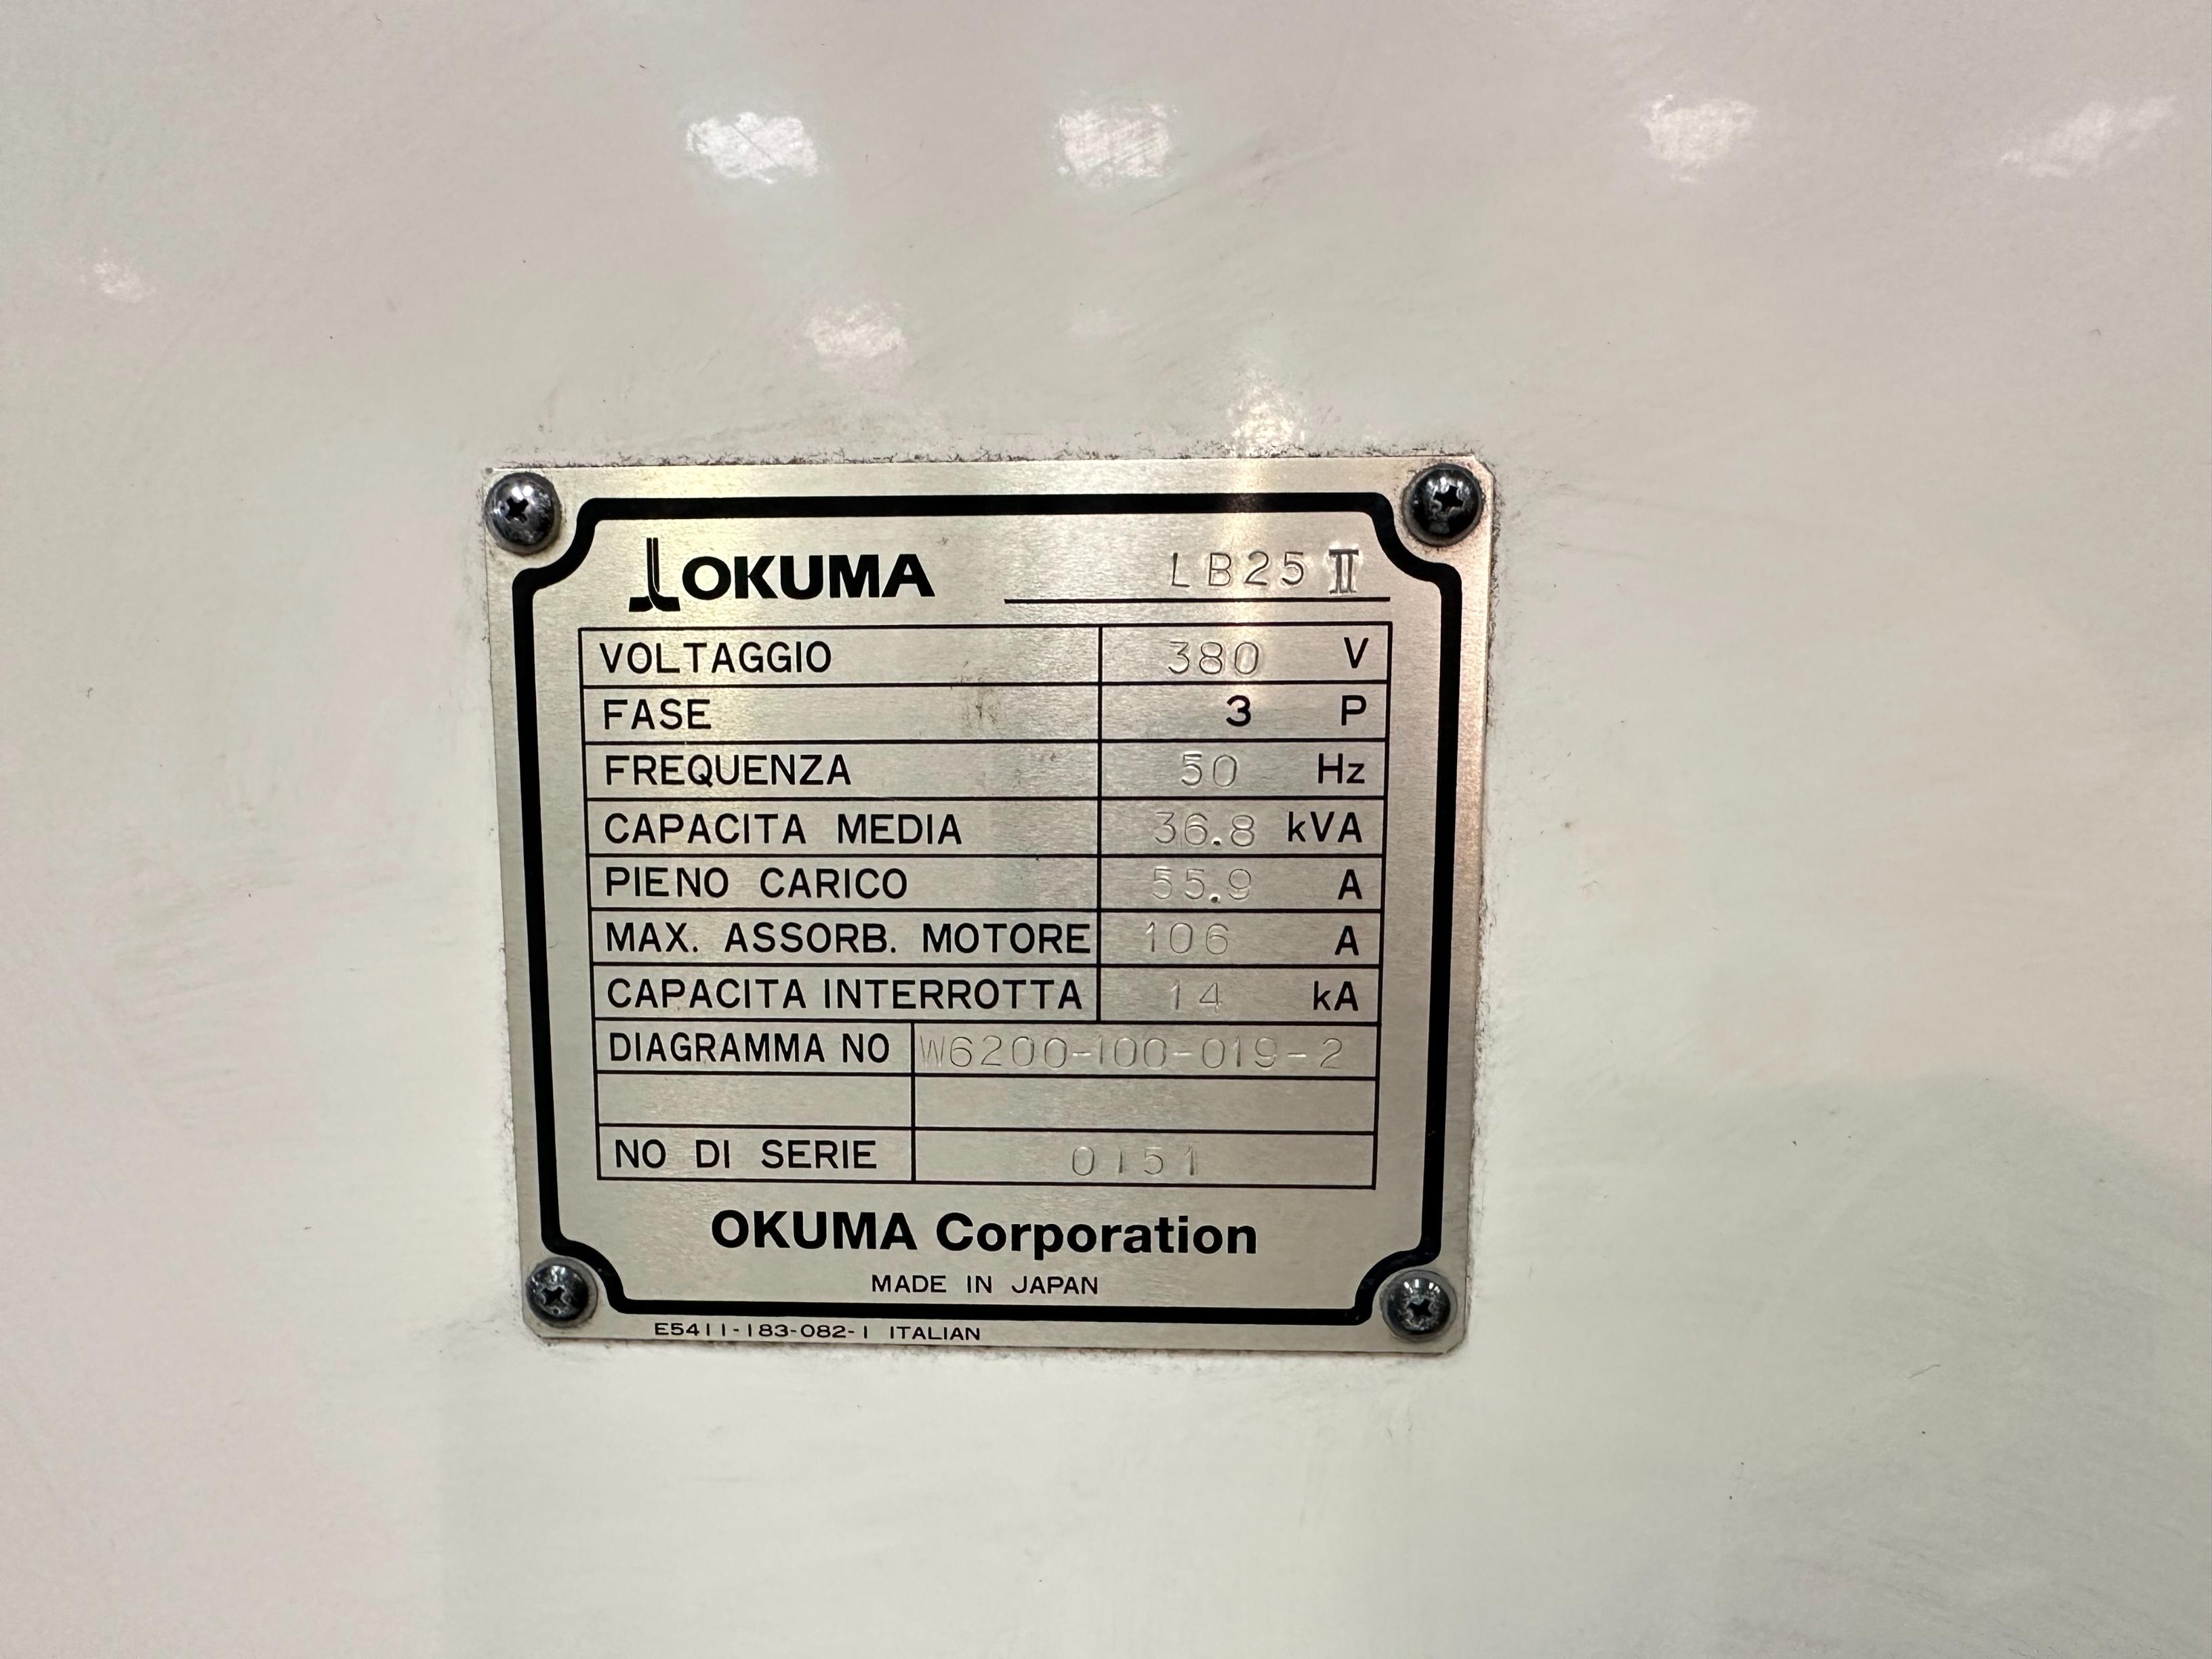 OKUMA LB25 II
VOLTAGGIO 380 V
FASE 3 P
FREQUENZA 50 Hz
CAPACITA MEDIA 36.8 kVA
PIENO CARICO 55.9 A
MAX. ASSORB. MOTORE 106 A
CAPACITA INTERROTTA 14 kA
DIAGRAMMA NO W6200-100-019-2
NO DI SERIE 0151
OKUMA Corporation
MADE IN JAPAN
E5411-183-082-1 ITALIAN